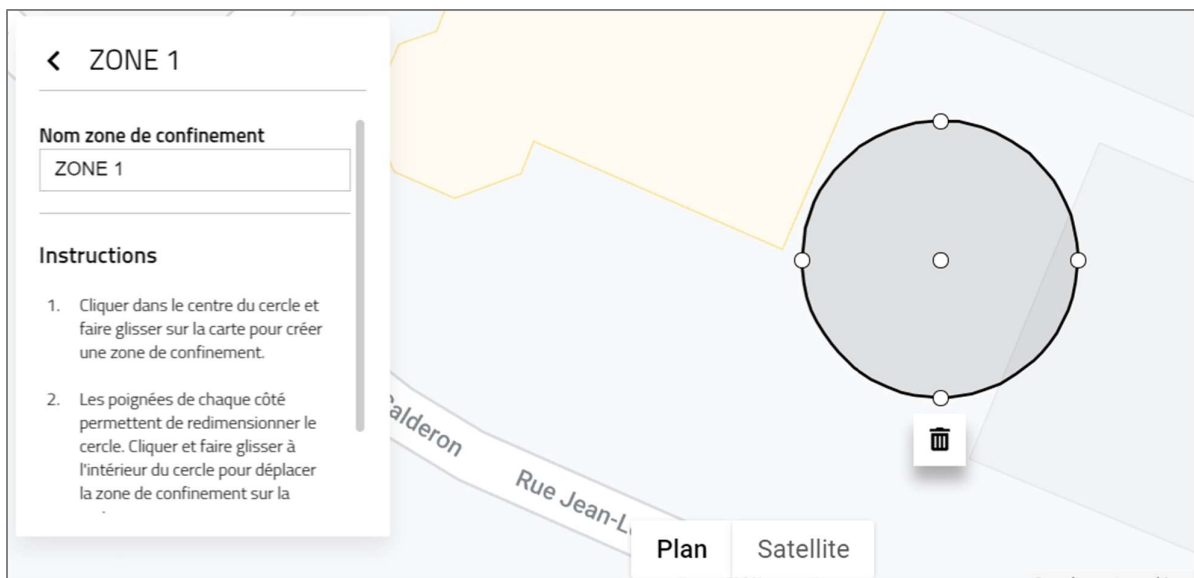 ZONE 1
Nom zone de confinement
ZONE 1
Instructions
1. Cliquer dans le centre du cercle et
faire glisser sur la carte pour créer
une zone de confinement.
2. Les poignées de chaque côté
permettent de redimensionner le
cercle. Cliquer et faire glisser à
l'intérieur du cercle pour déplacer
la zone de confinement sur la
Rue Jean-L
Plan
Satellite